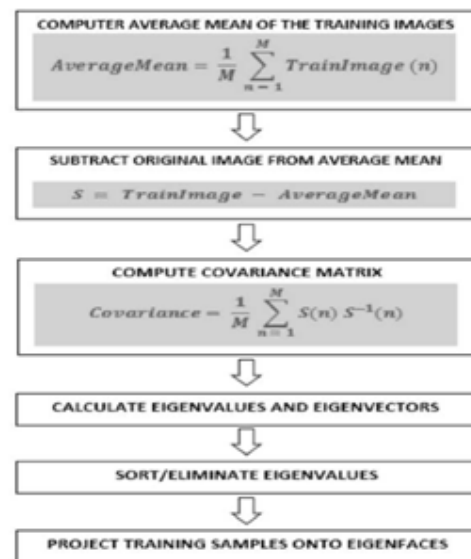 COMPUTER AVERAGE MEAN OF THE TRAINING IMAGES
AverageMean = 1/M ∑_{n-1}^{M} TrainImage (n)
SUBTRACT ORIGINAL IMAGE FROM AVERAGE MEAN
S = TrainImage - AverageMean
COMPUTE COVARIANCE MATRIX
Covariance = 1/M ∑_{n=1}^{M} S(n) S^{-1}(n)
CALCULATE EIGENVALUES AND EIGENVECTORS
SORT/ELIMINATE EIGENVALUES
PROJECT TRAINING SAMPLES ONTO EIGENFACES